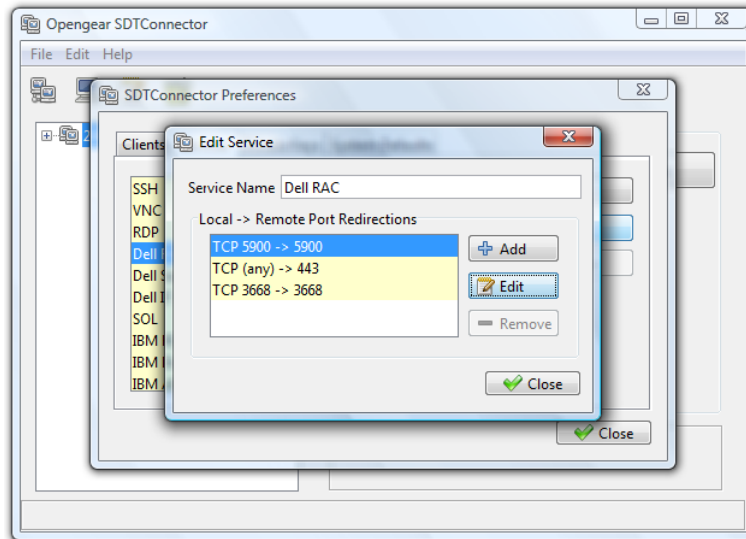 Opengear SDTConnector
File Edit Help
SDTConnector Preferences
Clients
Edit Service
SSH
VNC
RDP
Dell
Dell
Dell
SOL
IBM
IBM
IBM
Service Name Dell RAC
Local -> Remote Port Redirections
TCP 5900 -> 5900
TCP (any) -> 443
TCP 3668 -> 3668
Add
Edit
Remove
Close
Close